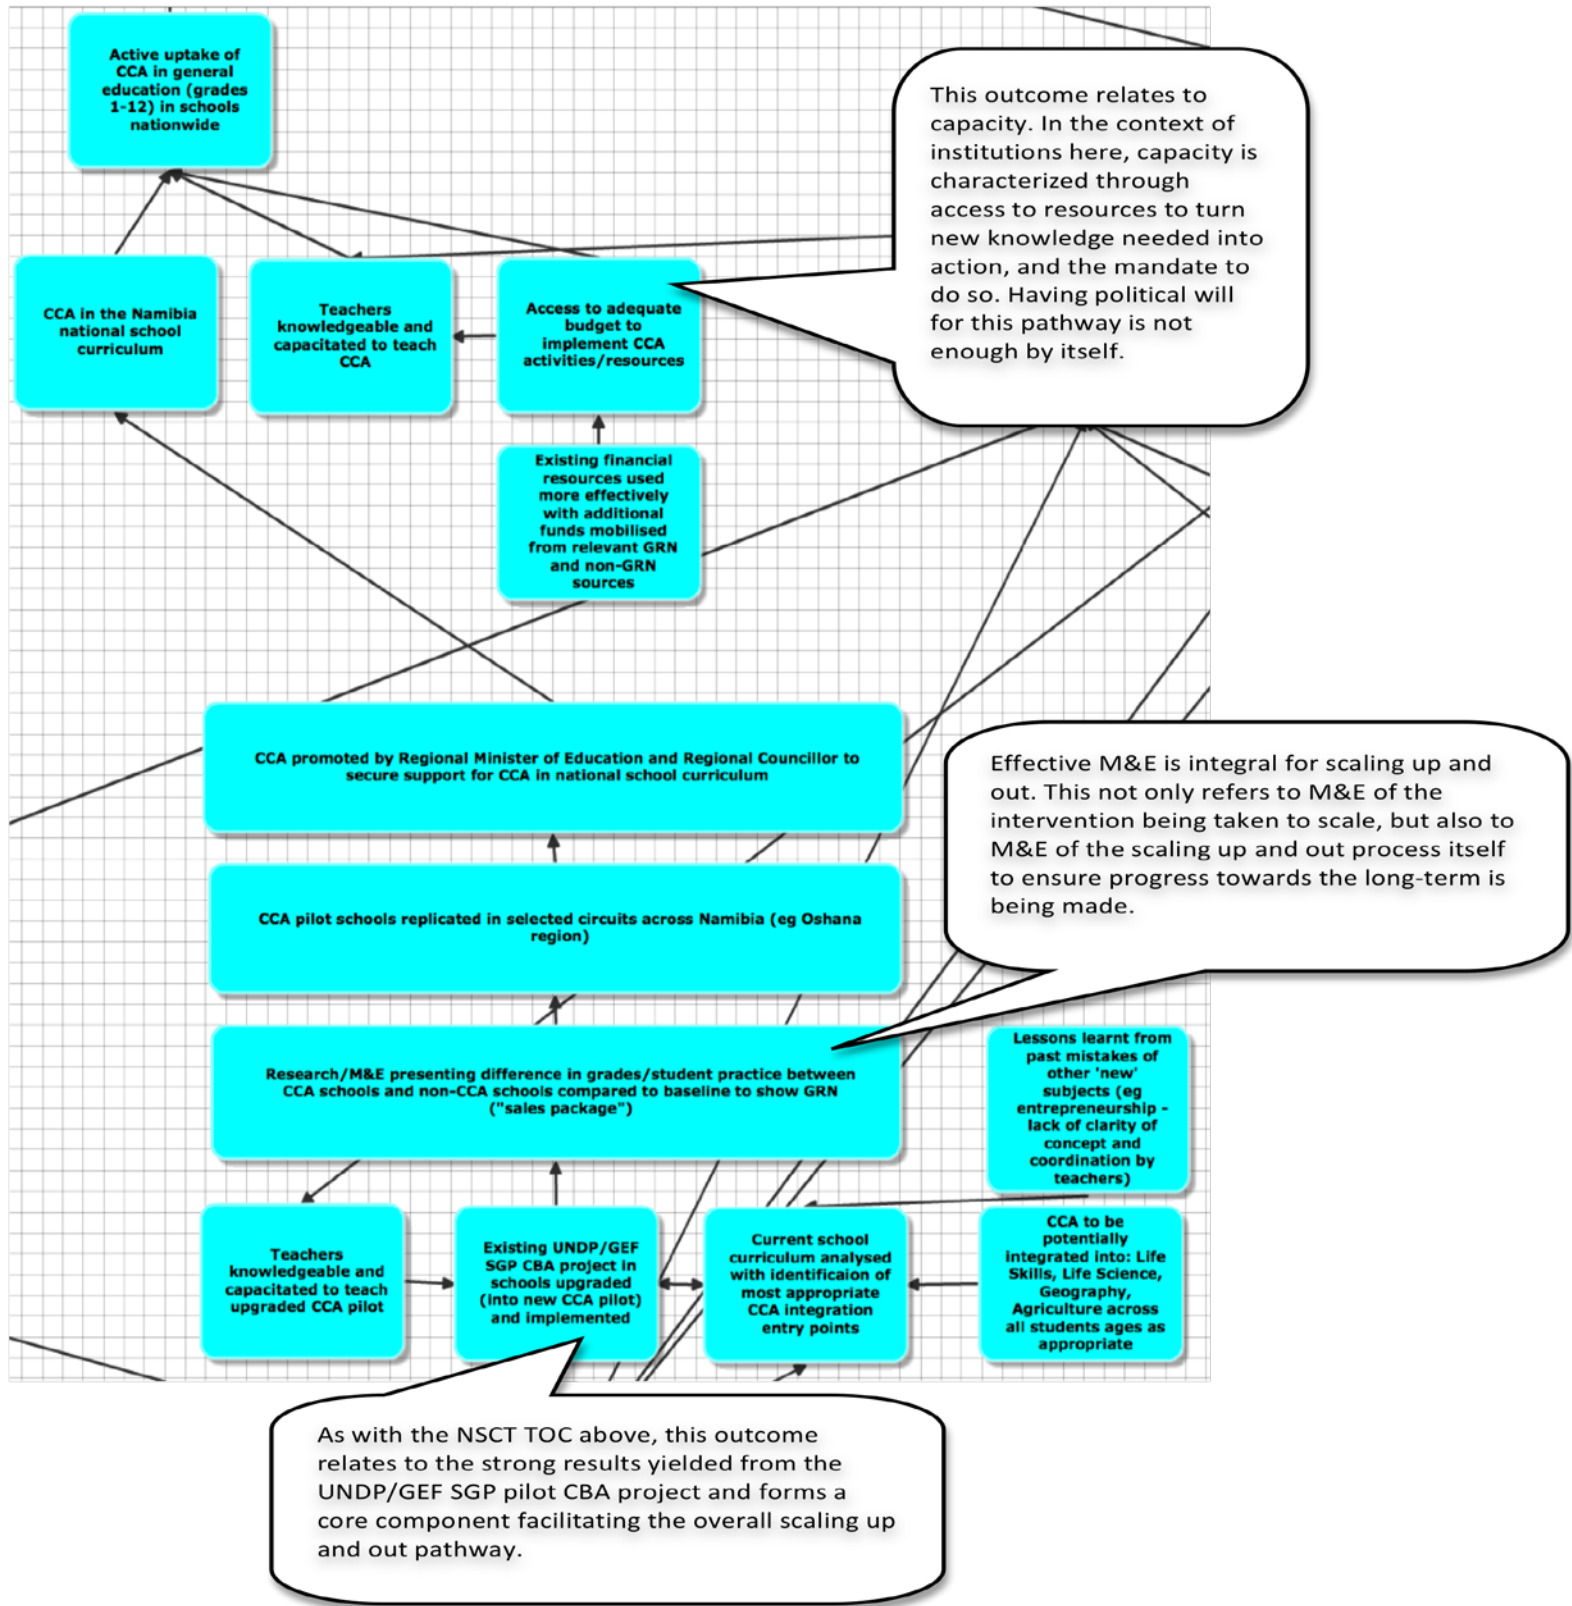 Active uptake of
CCA in general
education (grades
1-12) in schools
nationwide
This outcome relates to
capacity. In the context of
institutions here, capacity is
characterized through
access to resources to turn
new knowledge needed into
action, and the mandate to
do so. Having political will
for this pathway is not
enough by itself.
CCA in the Namibia
national school
curriculum
Teachers
knowledgeable and
capacitated to teach
CCA
Access to adequate
budget to
implement CCA
activities/resources
Existing financial
resources used
more effectively
with additional
funds mobilised
from relevant GRN
and non-GRN
sources
CCA promoted by Regional Minister of Education and Regional Councillor to
secure support for CCA in national school curriculum
Effective M&E is integral for scaling up and
out. This not only refers to M&E of the
intervention being taken to scale, but also to
M&E of the scaling up and out process itself
to ensure progress towards the long-term is
being made.
CCA pilot schools replicated in selected circuits across Namibia (eg Oshana
region)
Research/M&E presenting difference in grades/student practice between
CCA schools and non-CCA schools compared to baseline to show GRN
("sales package")
Lessons learnt from
past mistakes of
other 'new'
subjects (eg
entrepreneurship -
lack of clarity of
concept and
coordination by
teachers)
Teachers
knowledgeable and
capacitated to teach
upgraded CCA pilot
Existing UNDP/GEF
SGP CBA project in
schools upgraded
(into new CCA pilot)
and implemented
Current school
curriculum analysed
with identificaion of
most appropriate
CCA integration
entry points
CCA to be
potentially
integrated into: Life
Skills, Life Science,
Geography,
Agriculture across
all students ages as
appropriate
As with the NSCT TOC above, this outcome
relates to the strong results yielded from the
UNDP/GEF SGP pilot CBA project and forms a
core component facilitating the overall scaling up
and out pathway.